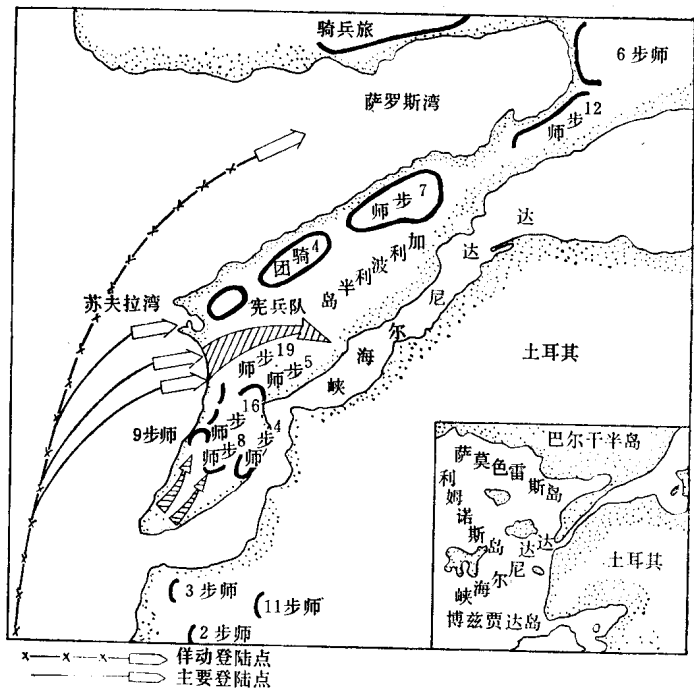 骑兵旅
6步师
萨罗斯湾
12步师
7步师
骑4团
加利波利半岛
达达尼尔海峡
苏夫拉湾
宪兵队
土耳其
19步师
5步师
16步师
9步师
8步师
4步师
3步师
11步师
2步师
巴尔干半岛
萨莫色雷斯岛
利姆诺斯岛
达达尼尔海峡
土耳其
博兹贾达岛
佯动登陆点
主要登陆点